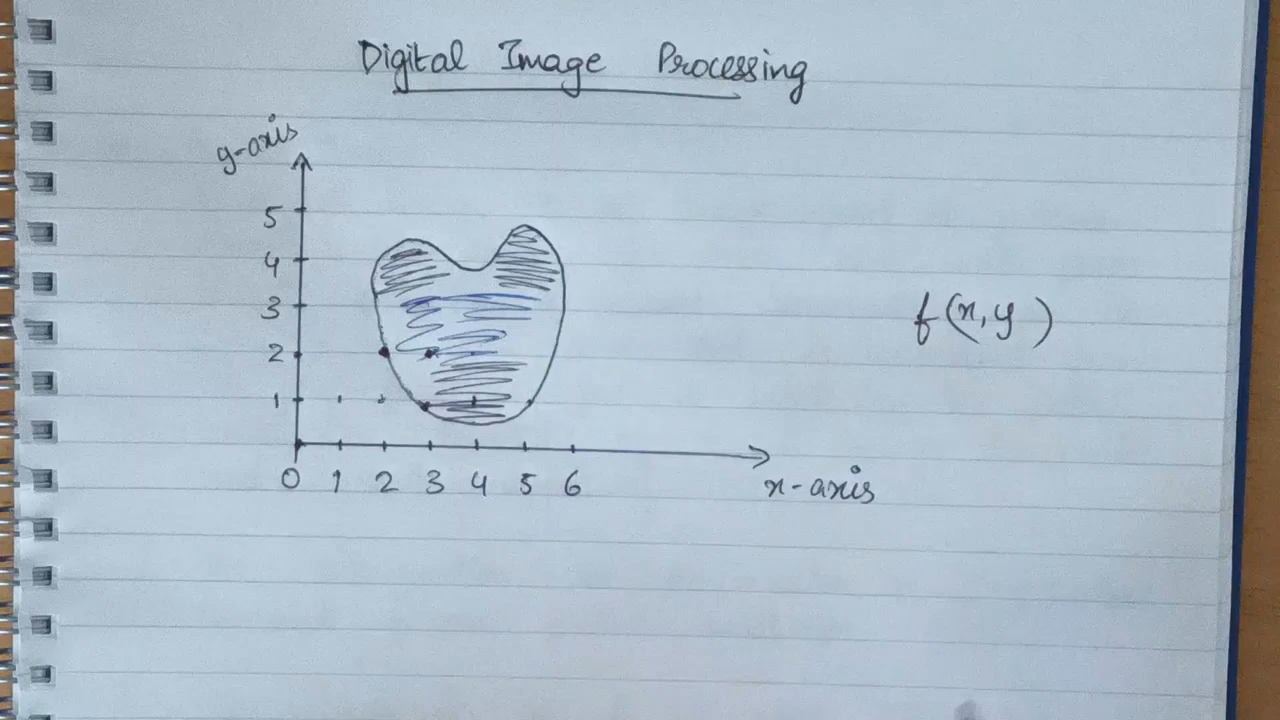 Digital Image Processing
y-axis
5
4
3
2
1
0 1 2 3 4 5 6
x-axis
f(x,y)